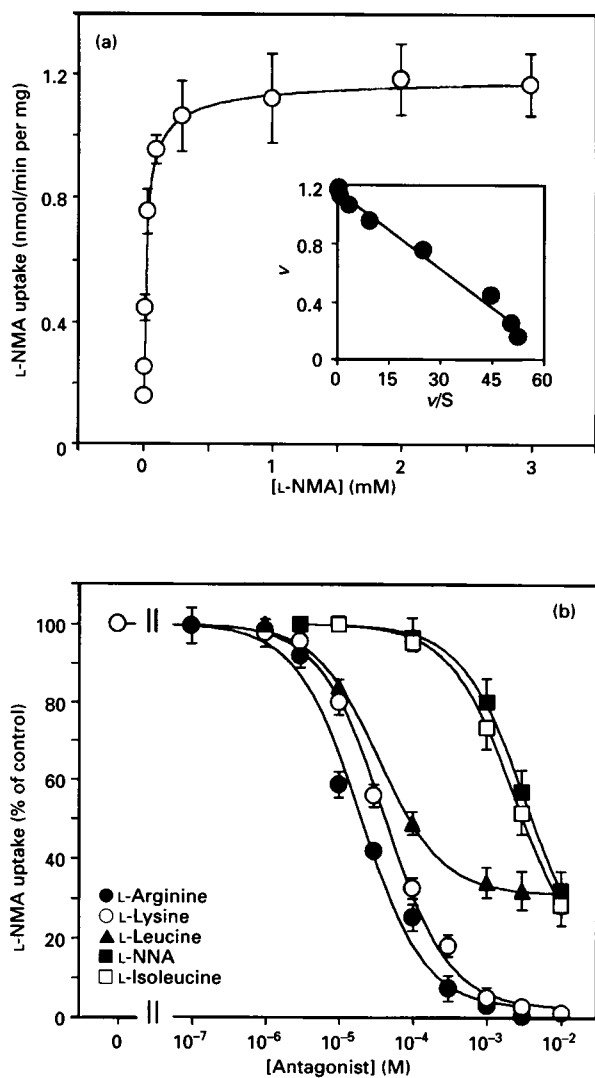 (a)
L-NMA uptake (nmol/min per mg)
1.2
0.8
0.4
0
0 1 2 3
[L-NMA] (mM)
v
1.2
0.8
0.4
0
0 15 30 45 60
v/S
(b)
L-NMA uptake (% of control)
100
80
60
40
20
0
L-Arginine
L-Lysine
L-Leucine
L-NNA
L-Isoleucine
0 10⁻⁷ 10⁻⁶ 10⁻⁵ 10⁻⁴ 10⁻³ 10⁻²
[Antagonist] (M)